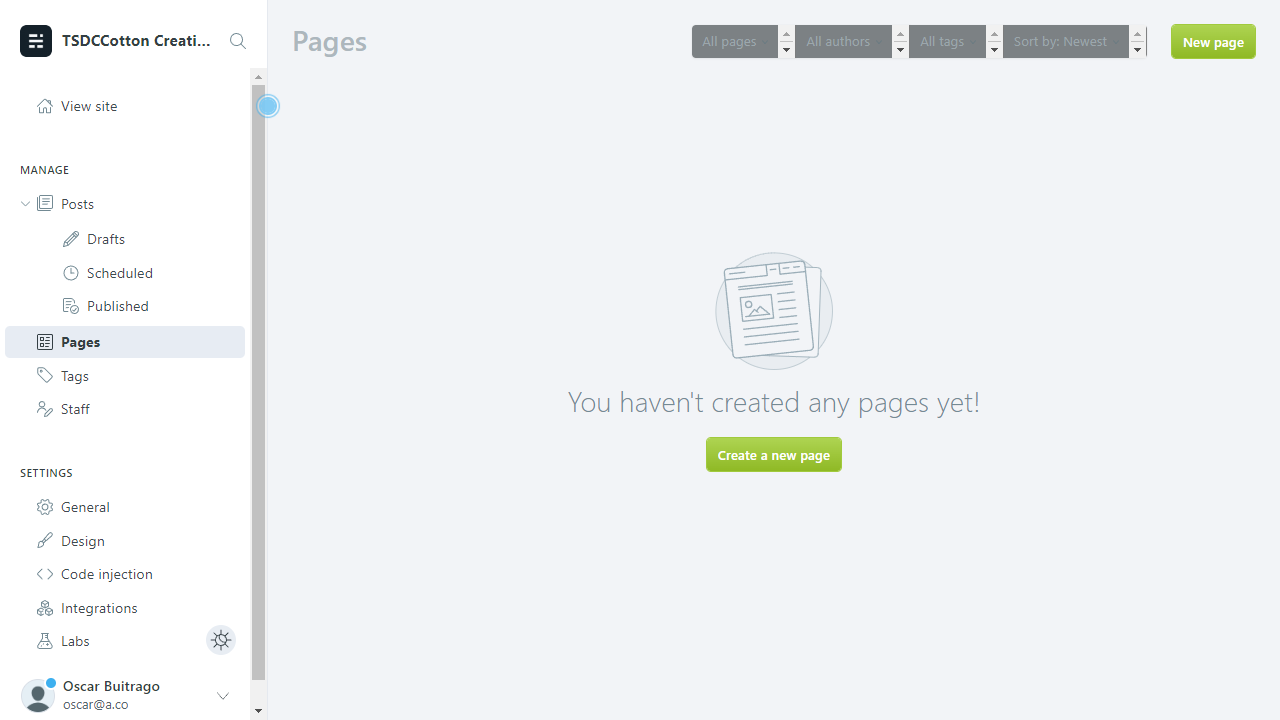 TSDCCotton Creati...
Pages
All pages
All authors
All tags
Sort by: Newest
New page
View site
MANAGE
Posts
Drafts
Scheduled
Published
Pages
Tags
Staff
You haven't created any pages yet!
Create a new page
SETTINGS
General
Design
Code injection
Integrations
Labs
Oscar Buitrago
oscar@a.co